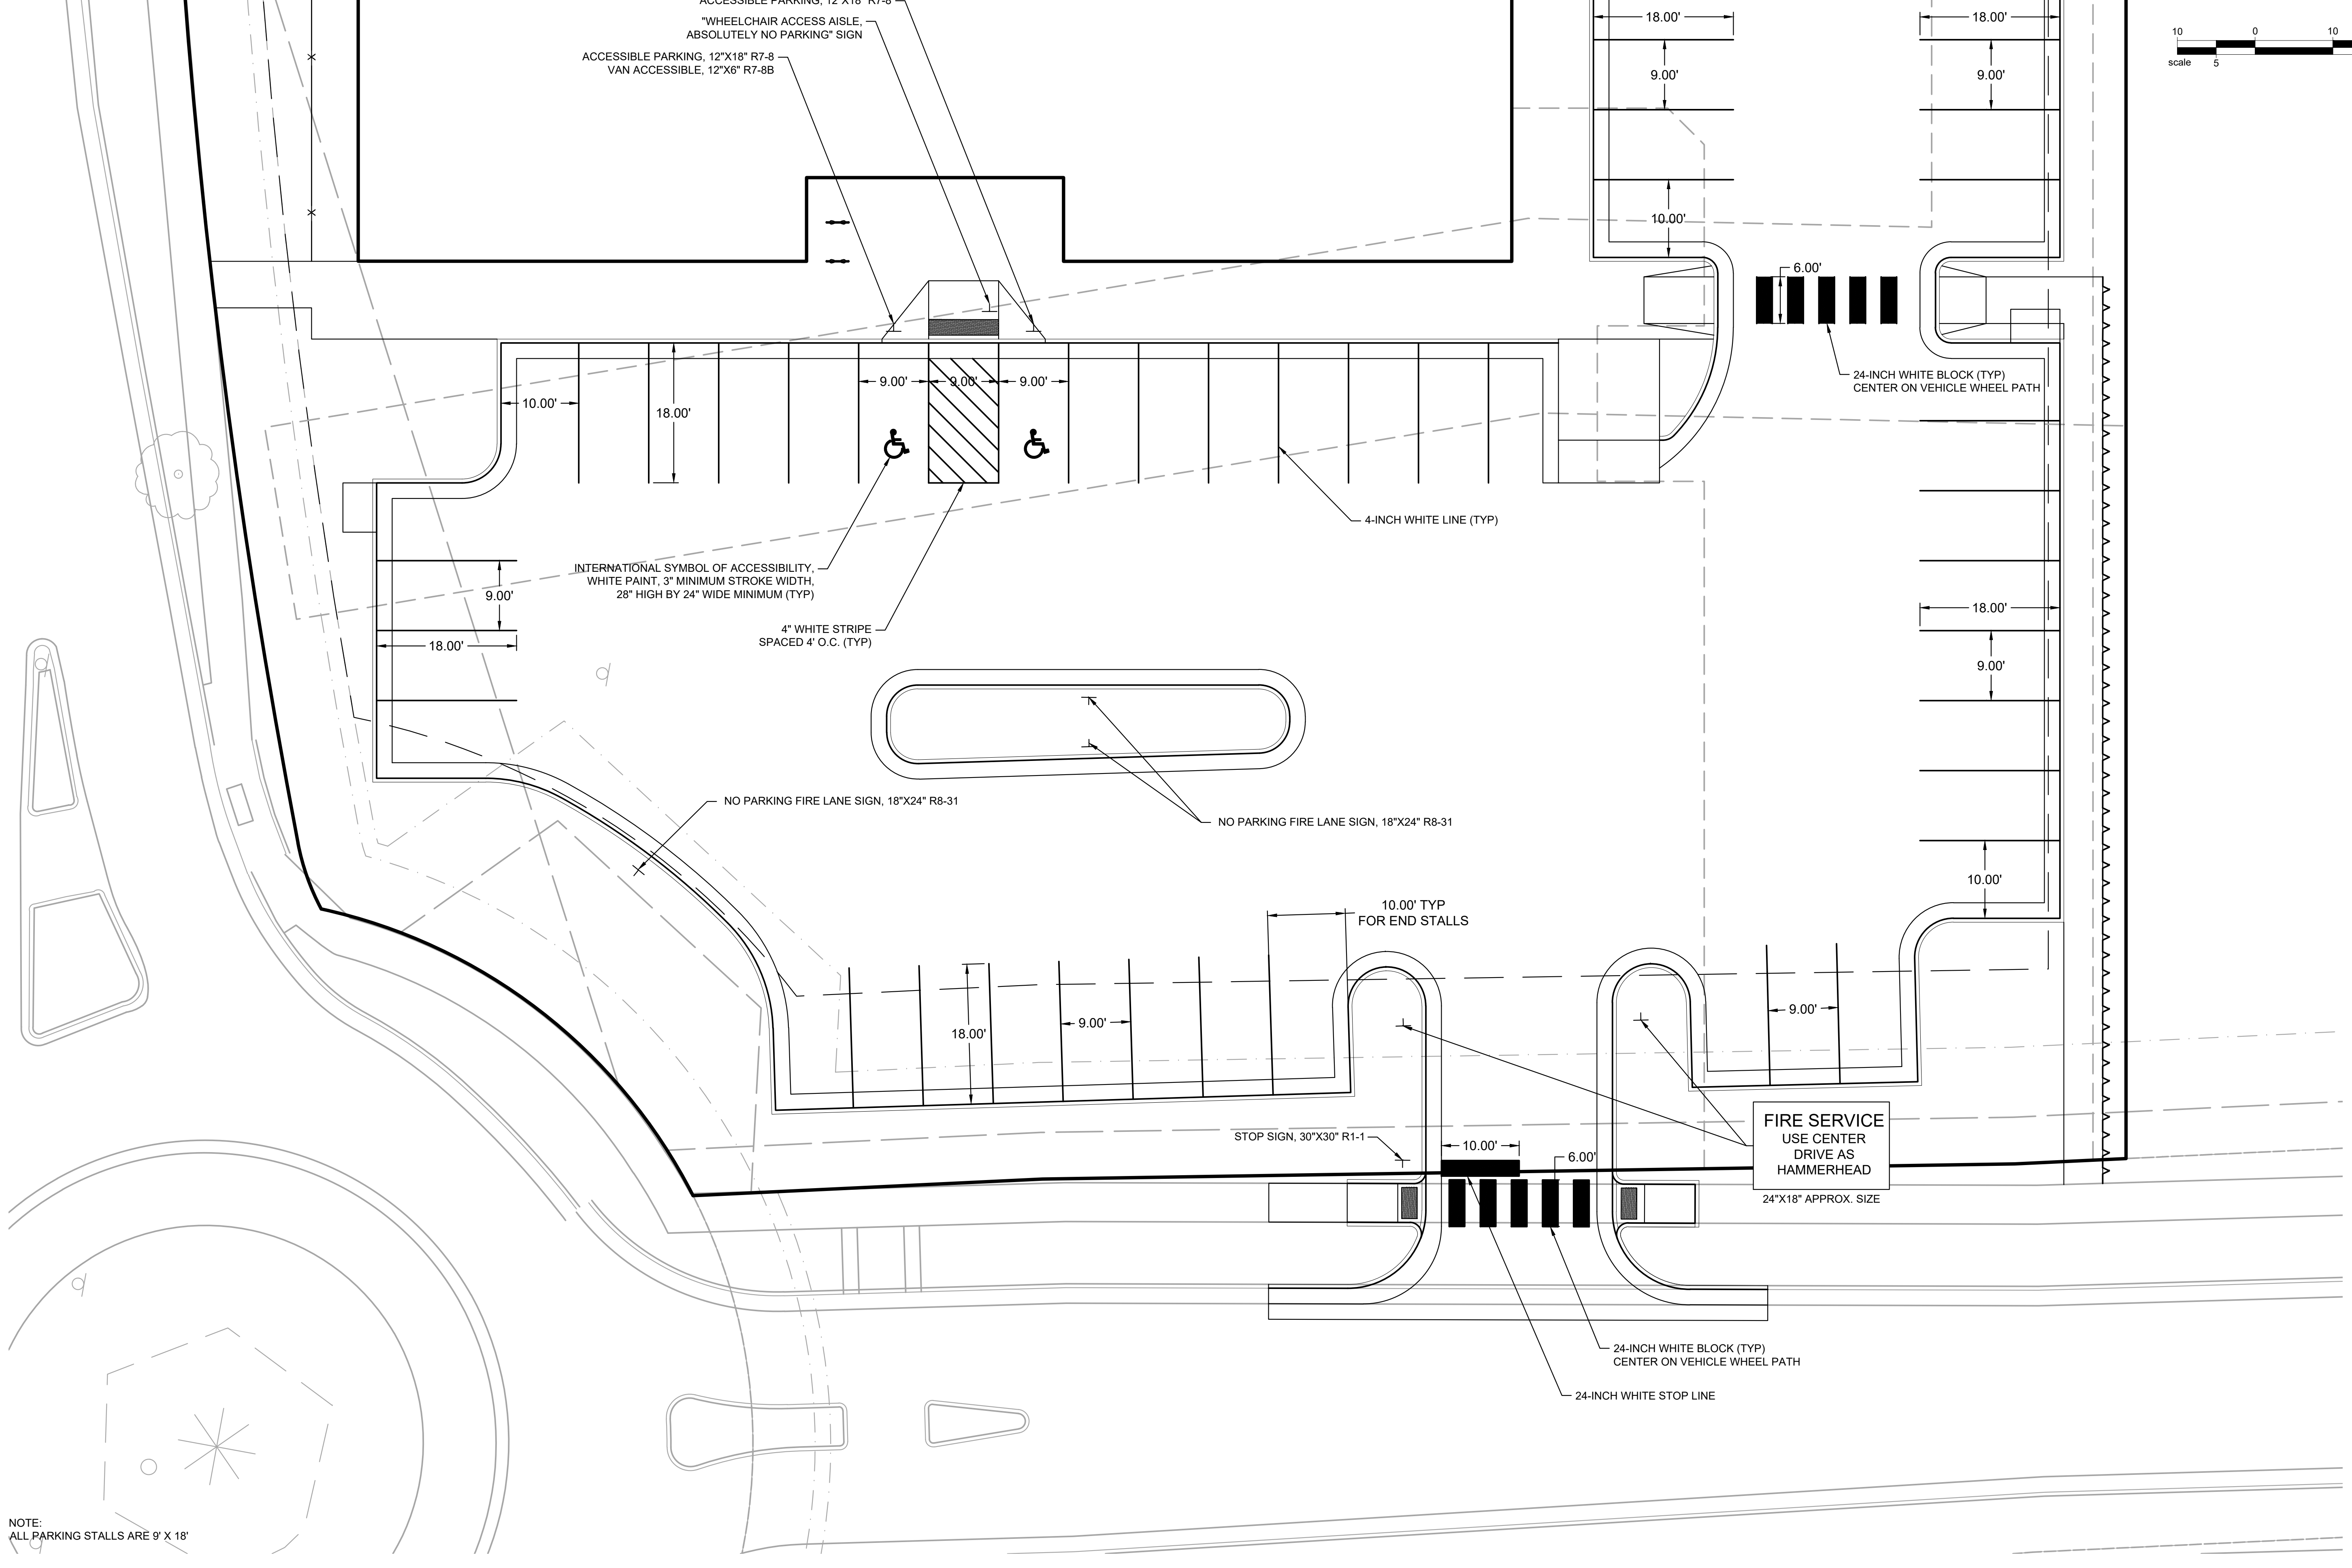 ACCESSIBLE PARKING, 12"X18" R7-8
"WHEELCHAIR ACCESS AISLE,
ABSOLUTELY NO PARKING" SIGN
ACCESSIBLE PARKING, 12"X18" R7-8
VAN ACCESSIBLE, 12"X6" R7-8B
18.00'
18.00'
10
0
10
scale
5
9.00'
9.00'
10.00'
6.00'
24-INCH WHITE BLOCK (TYP)
CENTER ON VEHICLE WHEEL PATH
9.00'
9.00'
9.00'
10.00'
18.00'
4-INCH WHITE LINE (TYP)
INTERNATIONAL SYMBOL OF ACCESSIBILITY,
WHITE PAINT, 3" MINIMUM STROKE WIDTH,
28" HIGH BY 24" WIDE MINIMUM (TYP)
9.00'
18.00'
4" WHITE STRIPE
SPACED 4' O.C. (TYP)
18.00'
9.00'
NO PARKING FIRE LANE SIGN, 18"X24" R8-31
NO PARKING FIRE LANE SIGN, 18"X24" R8-31
10.00'
10.00' TYP
FOR END STALLS
18.00'
9.00'
9.00'
STOP SIGN, 30"X30" R1-1
10.00'
6.00'
FIRE SERVICE
USE CENTER
DRIVE AS
HAMMERHEAD
24"X18" APPROX. SIZE
24-INCH WHITE BLOCK (TYP)
CENTER ON VEHICLE WHEEL PATH
24-INCH WHITE STOP LINE
NOTE:
ALL PARKING STALLS ARE 9' X 18'